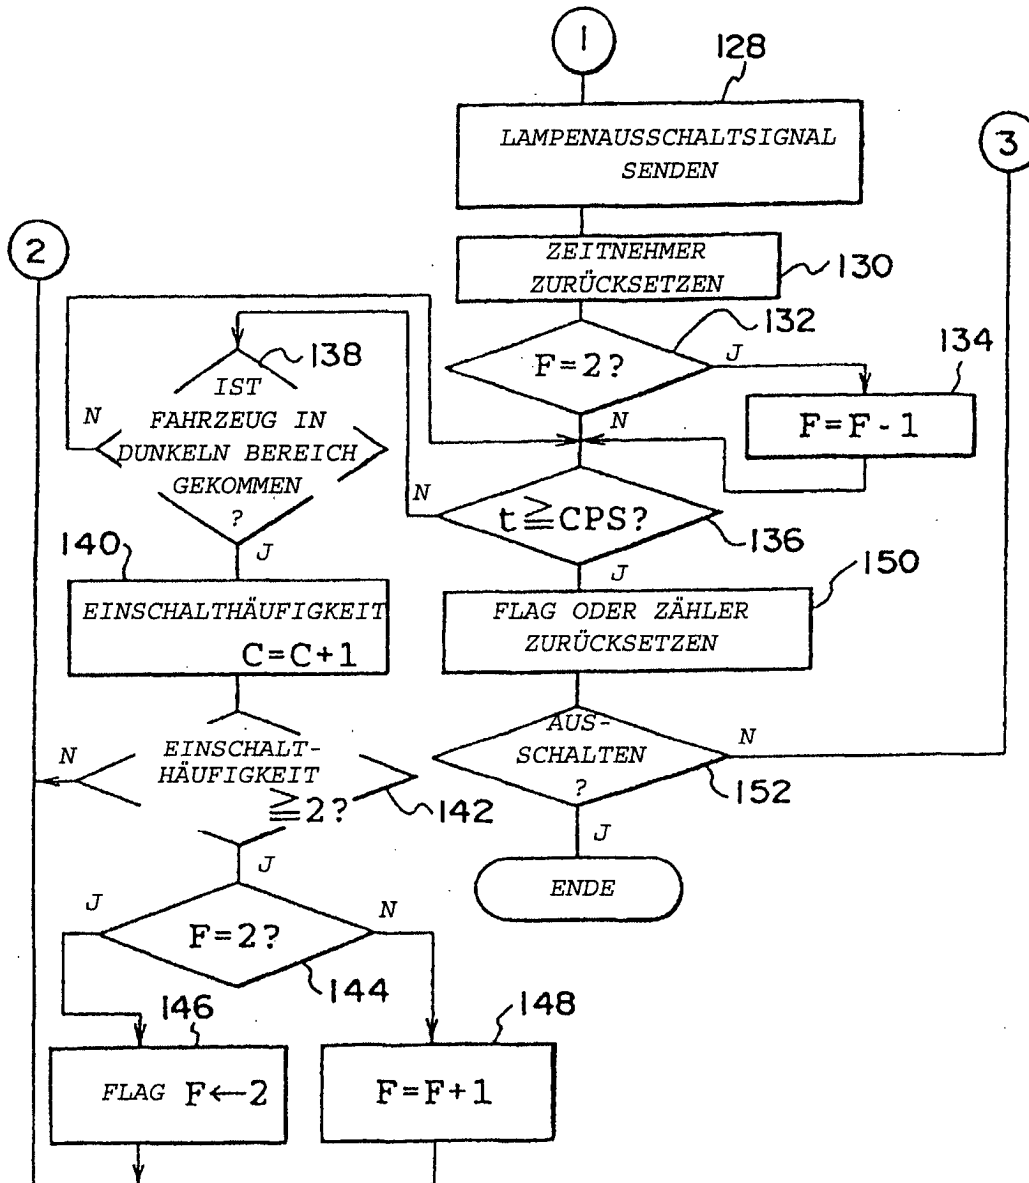 1
128
LAMPENAUSSCHALTSIGNAL
SENDEN
3
2
ZEITNEHMER
ZURÜCKSETZEN
130
132
F=2?
J
N
134
F=F-1
138
IST
FAHRZEUG IN
DUNKELN BEREICH
GEKOMMEN
?
N
J
t≧CPS?
N
136
J
140
EINSCHALTHÄUFIGKEIT
C=C+1
150
FLAG ODER ZÄHLER
ZURÜCKSETZEN
N
EINSCHALT-
HÄUFIGKEIT
≧2?
142
J
AUS-
SCHALTEN
?
N
152
J
ENDE
J
F=2?
N
144
146
FLAG F←2
148
F=F+1